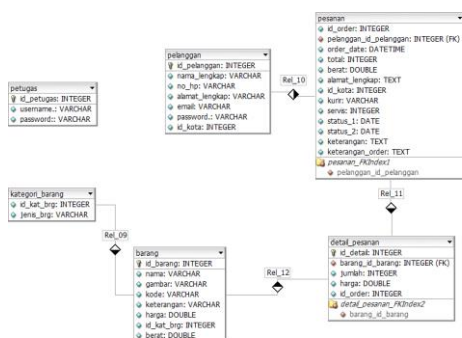 pesanan
id_order: INTEGER
pelanggan_id_pelanggan: INTEGER (FK)
order_date: DATETIME
total: INTEGER
berat: DOUBLE
alamat_lengkap: TEXT
id_kota: INTEGER
kurir: VARCHAR
servis: INTEGER
status_1: DATE
status_2: DATE
keterangan: TEXT
keterangan_order: TEXT
pesanan_FKIndex1
pelanggan_id_pelanggan
pelanggan
id_pelanggan: INTEGER
nama_lengkap: VARCHAR
no_hp: VARCHAR
alamat_lengkap: VARCHAR
email: VARCHAR
password.: VARCHAR
id_kota: INTEGER
Rel_10
petugas
id_petugas: INTEGER
username.: VARCHAR
password:: VARCHAR
kategori_barang
id_kat_brg: INTEGER
jenis_brg: VARCHAR
Rel_09
Rel_11
barang
id_barang: INTEGER
nama: VARCHAR
gambar: VARCHAR
kode: VARCHAR
keterangan: VARCHAR
harga: DOUBLE
id_kat_brg: INTEGER
berat: DOUBLE
Rel_12
detail_pesanan
id_detail: INTEGER
barang_id_barang: INTEGER (FK)
jumlah: INTEGER
harga: DOUBLE
id_order: INTEGER
detail_pesanan_FKIndex2
barang_id_barang